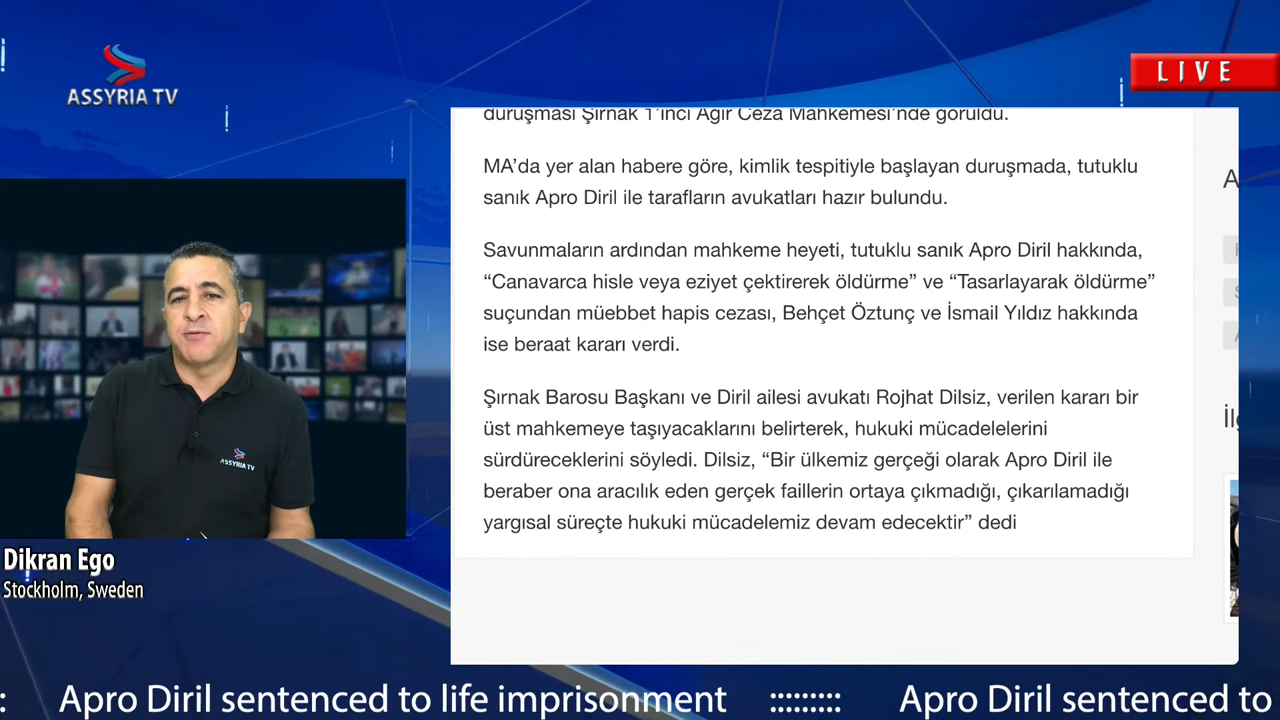 ASSYRIA TV
LIVE
duruşması Şırnak 1'inci Ağır Ceza Mahkemesi'nde görüldü.
MA'da yer alan habere göre, kimlik tespitiyle başlayan duruşmada, tutuklu
sanık Apro Diril ile tarafların avukatları hazır bulundu.
Savunmaların ardından mahkeme heyeti, tutuklu sanık Apro Diril hakkında,
“Canavarca hisle veya eziyet çektirerek öldürme” ve “Tasarlayarak öldürme”
suçundan müebbet hapis cezası, Behçet Öztunç ve İsmail Yıldız hakkında
ise beraat kararı verdi.
Şırnak Barosu Başkanı ve Diril ailesi avukatı Rojhat Dilsiz, verilen kararı bir
üst mahkemeye taşıyacaklarını belirterek, hukuki mücadelelerini
sürdüreceklerini söyledi. Dilsiz, “Bir ülkemiz gerçeği olarak Apro Diril ile
beraber ona aracılık eden gerçek faillerin ortaya çıkmadığı, çıkarılamadığı
yargısal süreçte hukuki mücadelemiz devam edecektir” dedi
ASSYRIA TV
Dikran Ego
Stockholm, Sweden
Apro Diril sentenced to life imprisonment ::::::::: Apro Diril sentenced to